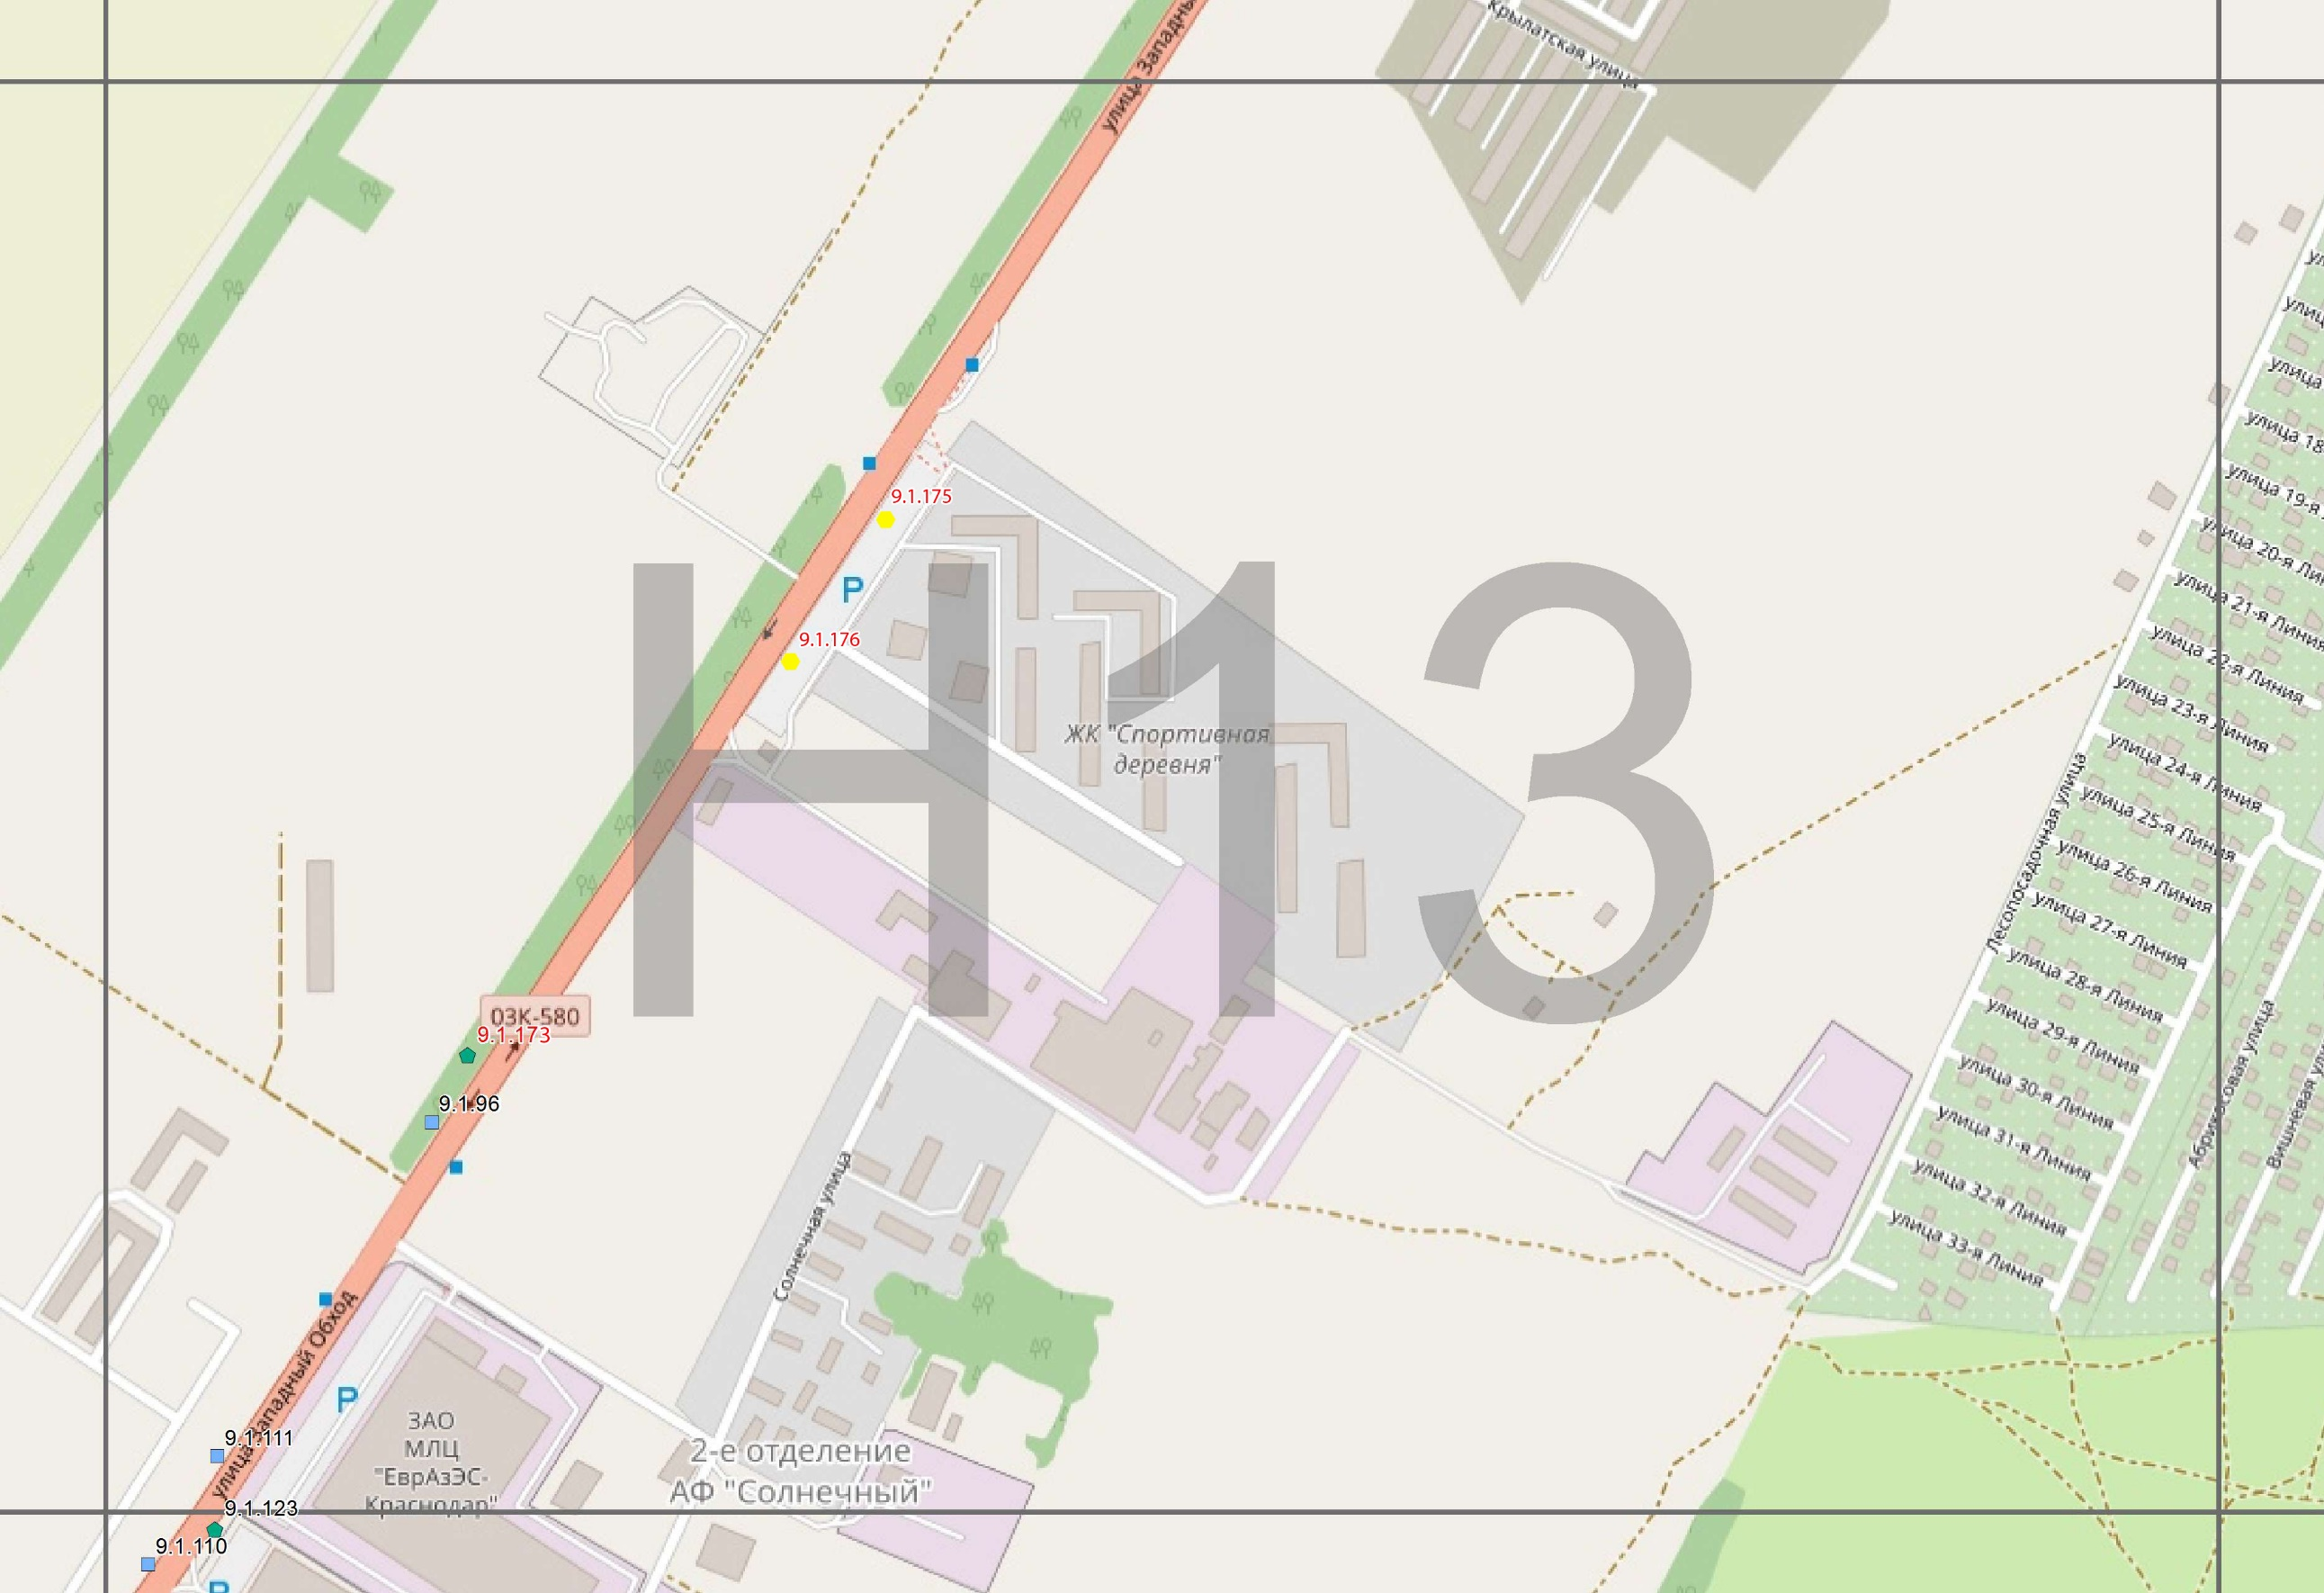 Крылатская улица
улица Западны
9.1.175
P
9.1.176
Н13
ЖК "Спортивная
деревня"
03К-580
9.1.173
9.1.96
улица 18
улица 19-я
улица 20-я Лин
улица 21-я Линия
улица 22-я Линия
улица 23-я Линия
улица 24-я Линия
улица 25-я Линия
улица 26-я Линия
улица 27-я Линия
улица 28-я Линия
улица 29-я Линия
улица 30-я Линия
улица 31-я Линия
улица 32-я Линия
улица 33-я Линия
Лесопосадочная улица
Абрикосовая улица
Вишнёвая ули
Солнечная улица
улица Западный Обход
P
ЗАО
МЛЦ
"ЕврАзЭС-
Краснодар"
2-е отделение
АФ "Солнечный"
9.1.111
9.1.123
9.1.110
P